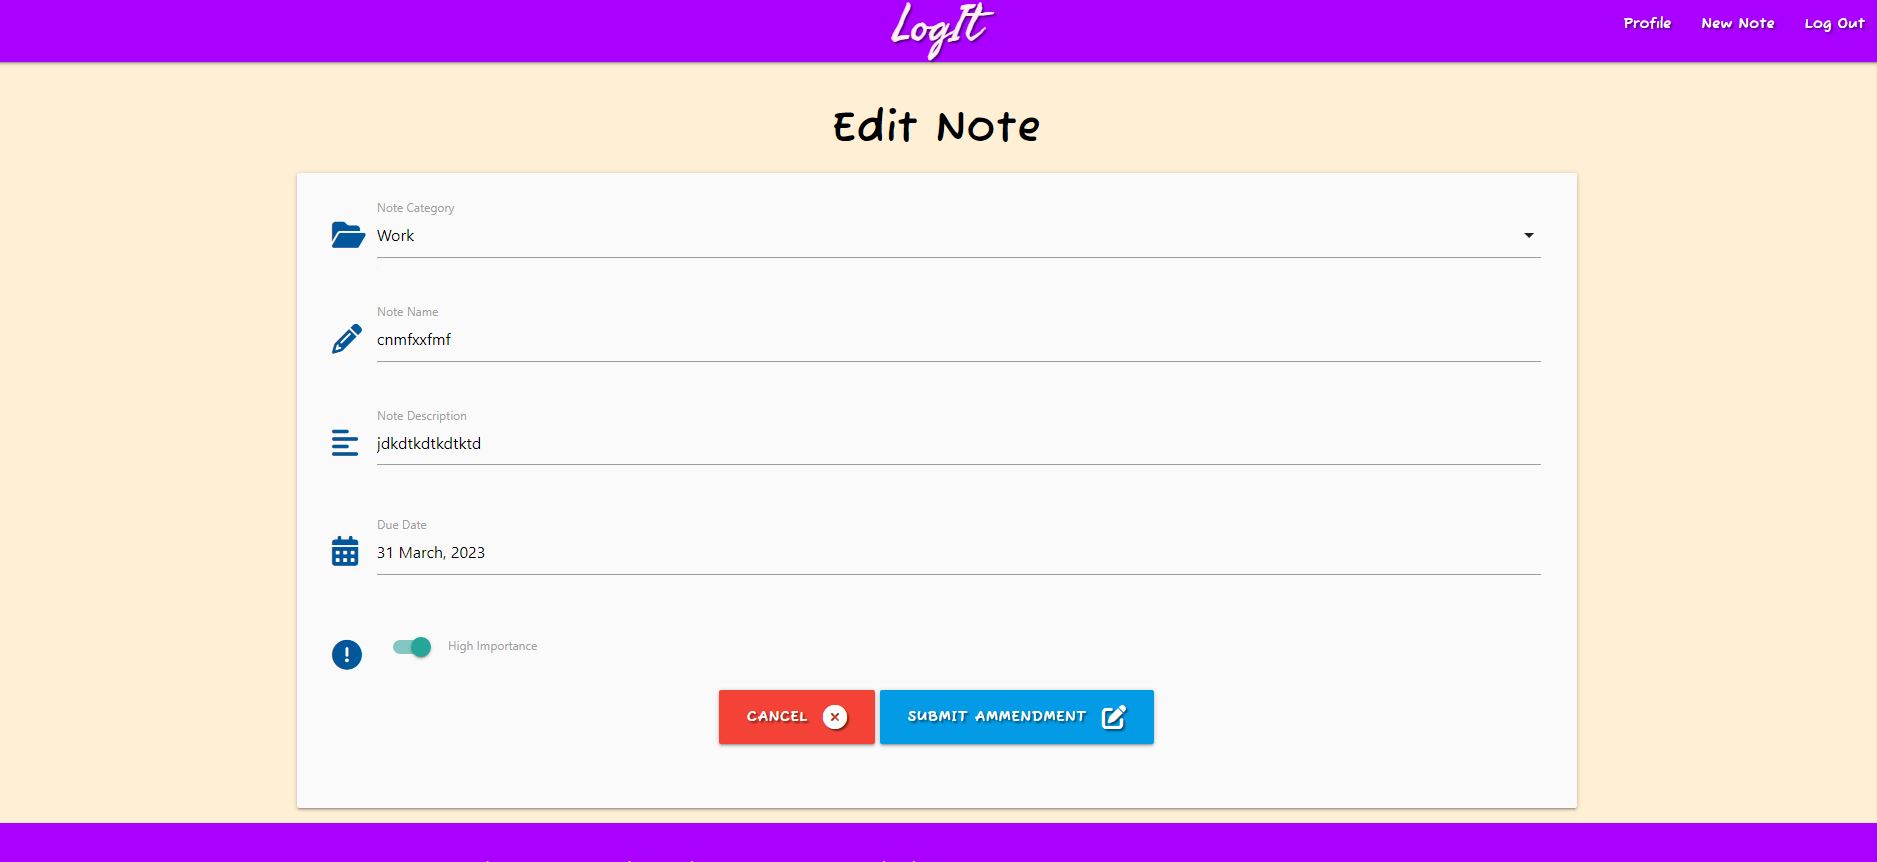 LogIt
Profile New Note Log Out
Edit Note
Note Category
Work
Note Name
cnmfxxfmf
Note Description
jdkdtkdtkdtktd
Due Date
31 March, 2023
High Importance
CANCEL SUBMIT AMMENDMENT